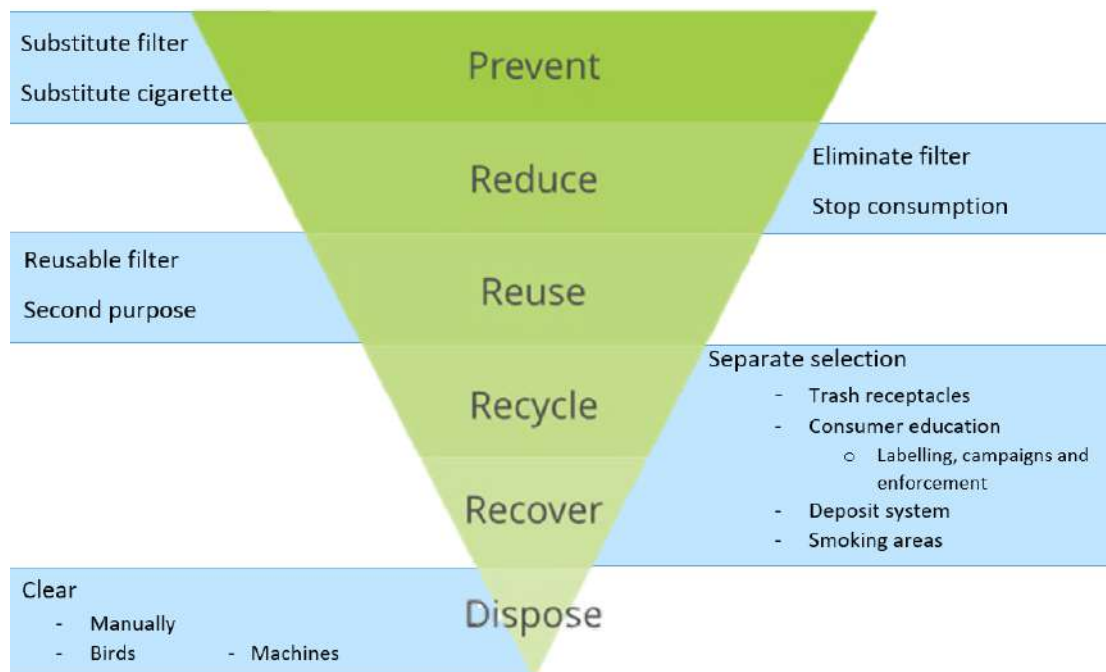 Substitute filter
Substitute cigarette
Prevent
Reduce
Eliminate filter
Stop consumption
Reusable filter
Second purpose
Reuse
Separate selection
- Trash receptacles
- Consumer education
o Labelling, campaigns and
enforcement
- Deposit system
- Smoking areas
Recycle
Recover
Clear
- Manually
- Birds - Machines
Dispose